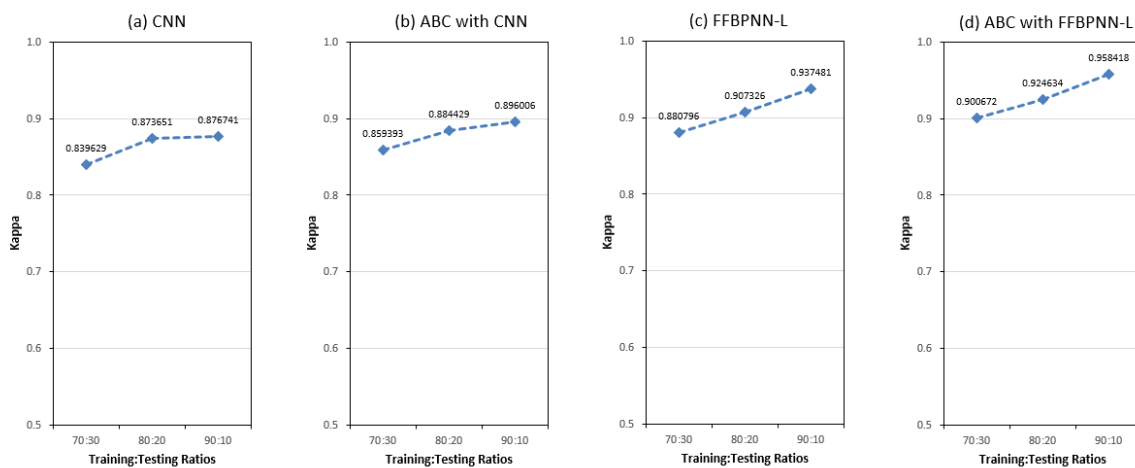 (a) CNN
1.0
0.9
0.8
0.7
0.6
0.5
Kappa
0.839629
0.873651
0.876741
70:30 80:20 90:10
Training:Testing Ratios
(b) ABC with CNN
1.0
0.9
0.8
0.7
0.6
0.5
Kappa
0.859393
0.884429
0.896006
70:30 80:20 90:10
Training:Testing Ratios
(c) FFBPNN-L
1.0
0.9
0.8
0.7
0.6
0.5
Kappa
0.880796
0.907326
0.937481
70:30 80:20 90:10
Training:Testing Ratios
(d) ABC with FFBPNN-L
1.0
0.9
0.8
0.7
0.6
0.5
Kappa
0.900672
0.924634
0.958418
70:30 80:20 90:10
Training:Testing Ratios